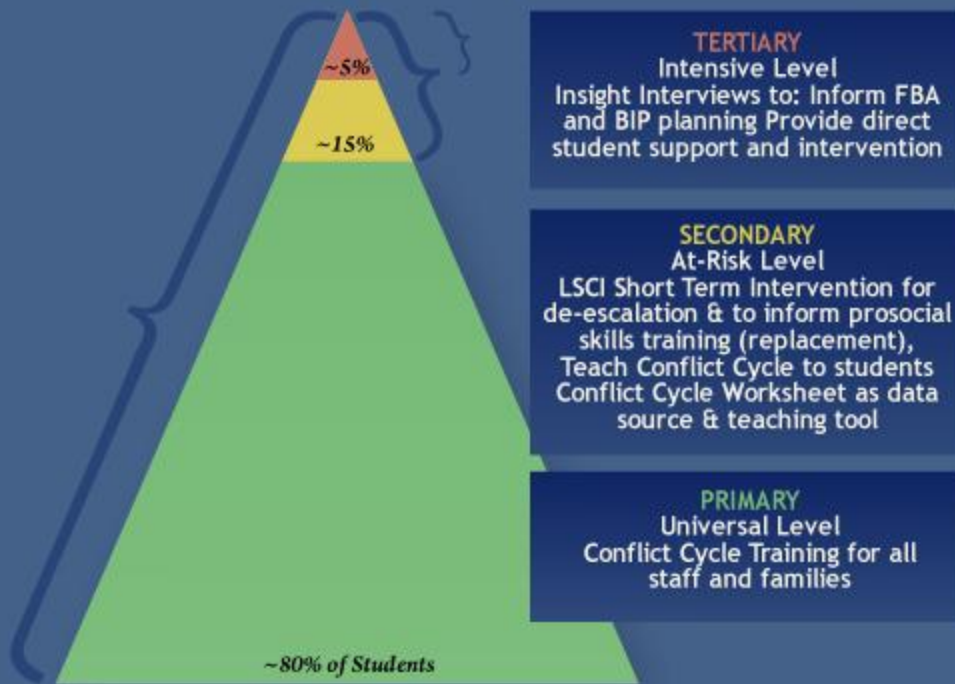 ~5%
~15%
~80% of Students
TERTIARY
Intensive Level
Insight Interviews to: Inform FBA
and BIP planning Provide direct
student support and intervention
SECONDARY
At-Risk Level
LSCI Short Term Intervention for
de-escalation & to inform prosocial
skills training (replacement),
Teach Conflict Cycle to students
Conflict Cycle Worksheet as data
source & teaching tool
PRIMARY
Universal Level
Conflict Cycle Training for all
staff and families